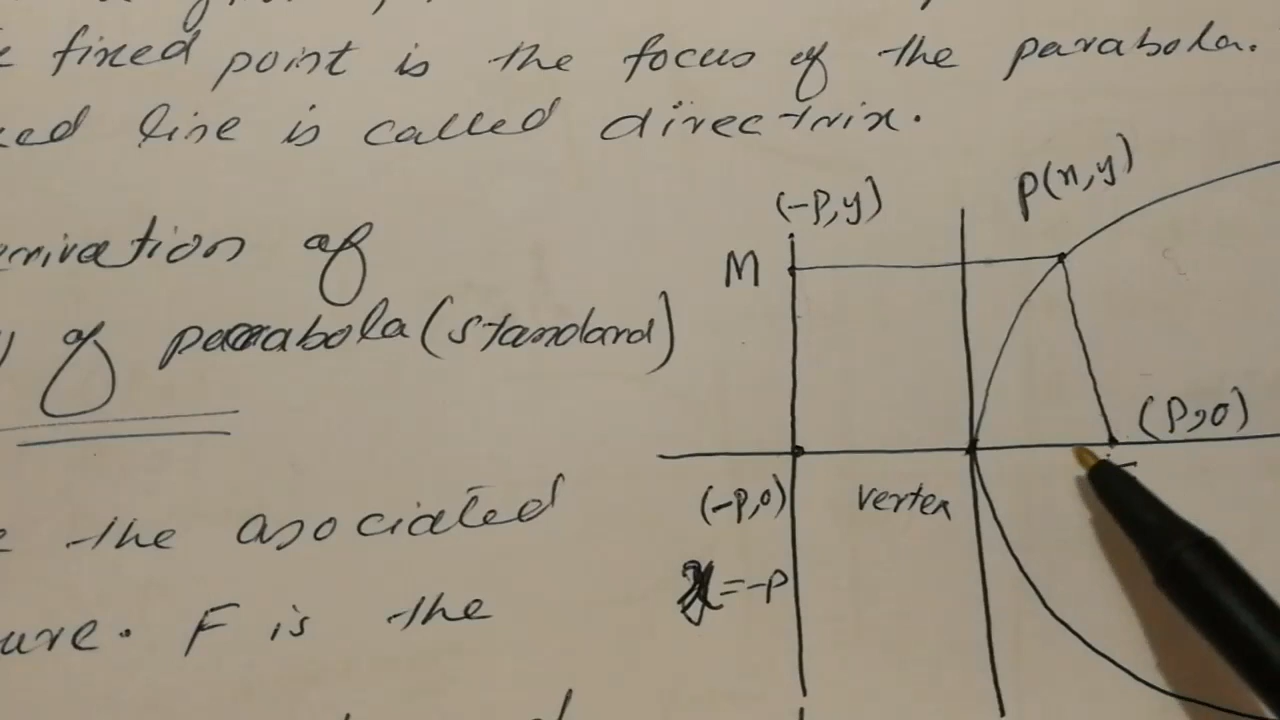 fixed point is the focus of the parabola.
line is called directrix.
P(x,y)
(-P,y)
M
of
of parabola (standard)
(P,0)
(-P,0)
vertex
x=-P
the asociated
F is the